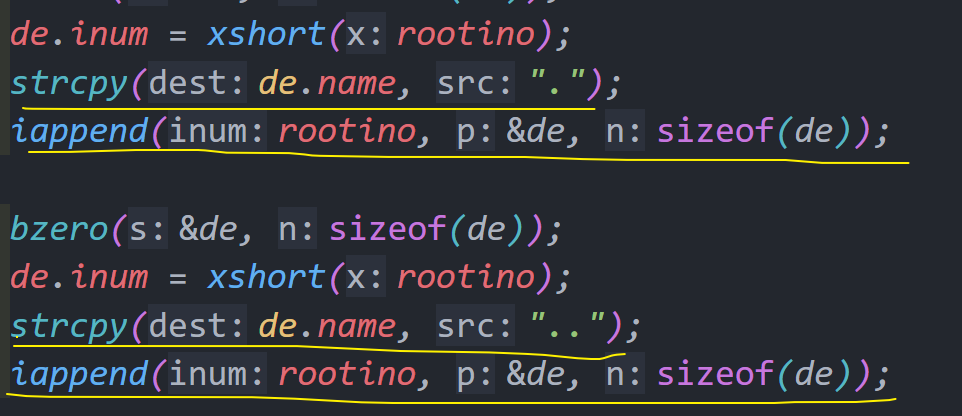 de.inum = xshort(x: rootino);
strcpy(dest: de.name, src: ".");
iappend(inum: rootino, p: &de, n: sizeof(de));
bzero(s: &de, n: sizeof(de));
de.inum = xshort(x: rootino);
strcpy(dest: de.name, src: "..");
iappend(inum: rootino, p: &de, n: sizeof(de));